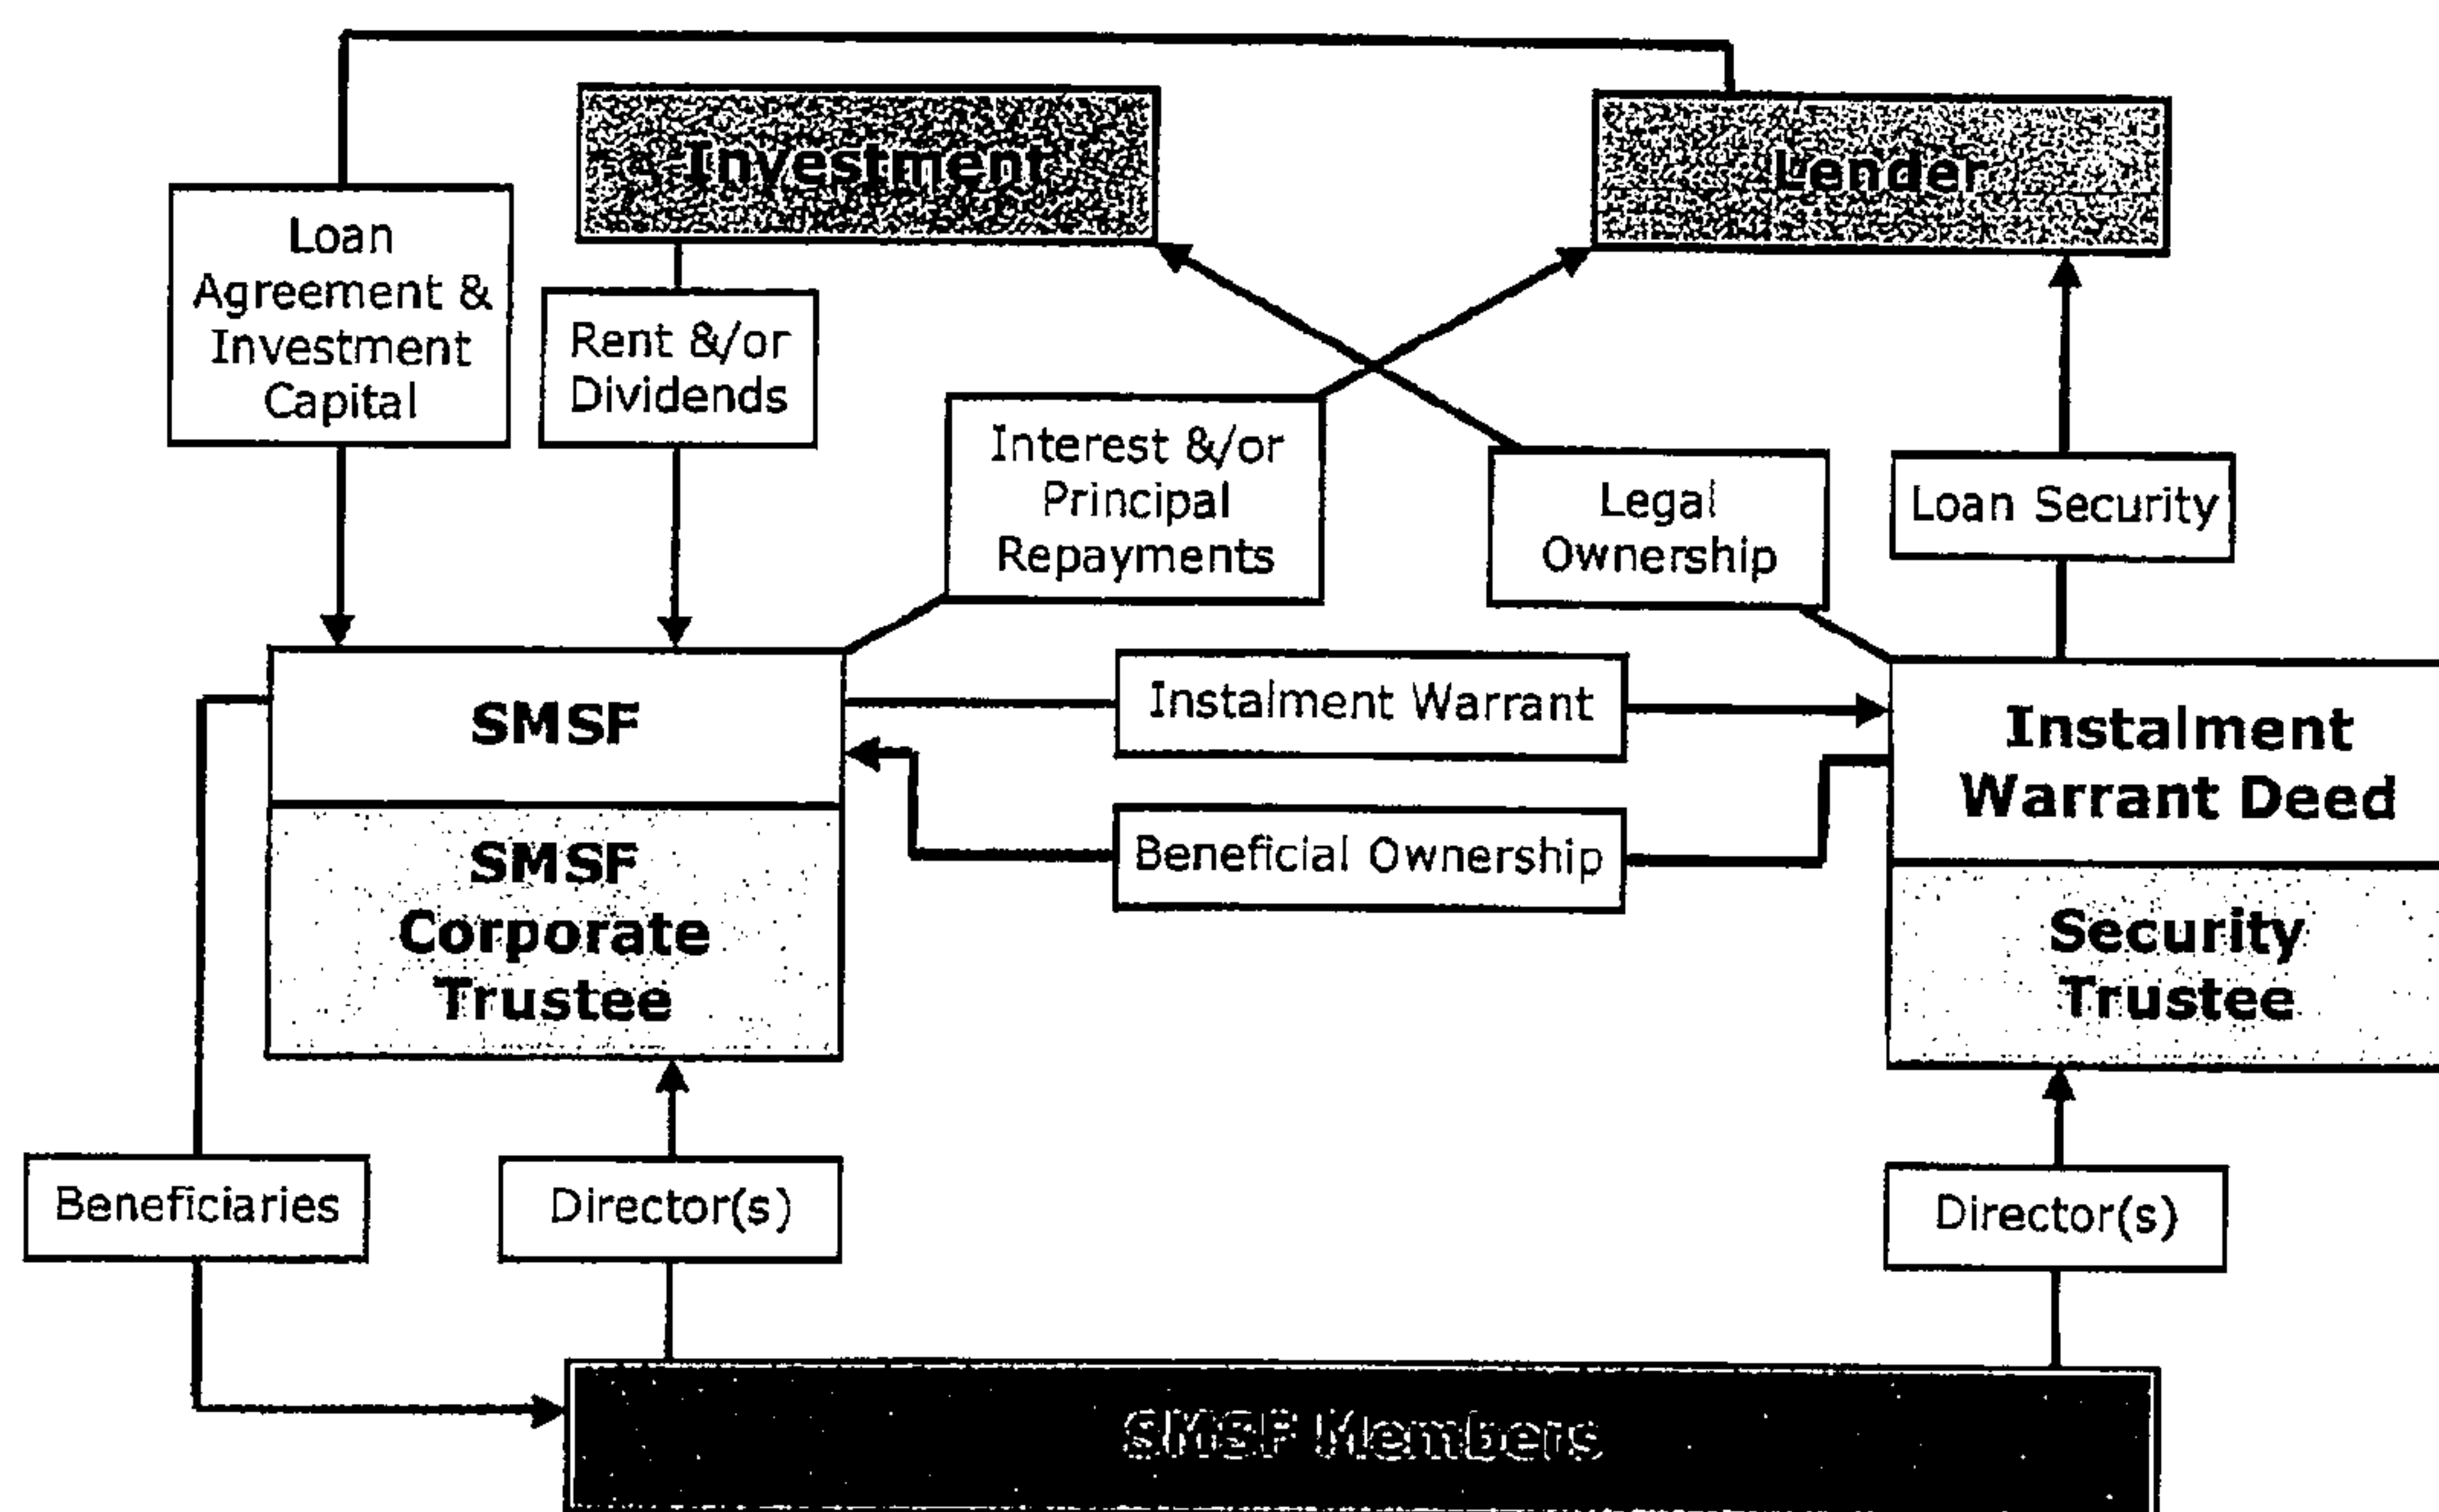 Investment
Lender
Loan
Agreement &
Investment
Capital
Rent &/or
Dividends
Interest &/or
Principal
Repayments
Legal
Ownership
Loan Security
SMSF
Instalment Warrant
Instalment
Warrant Deed
Beneficial Ownership
SMSF
Corporate
Trustee
Security
Trustee
Beneficiaries
Director(s)
Director(s)
SMSF Members